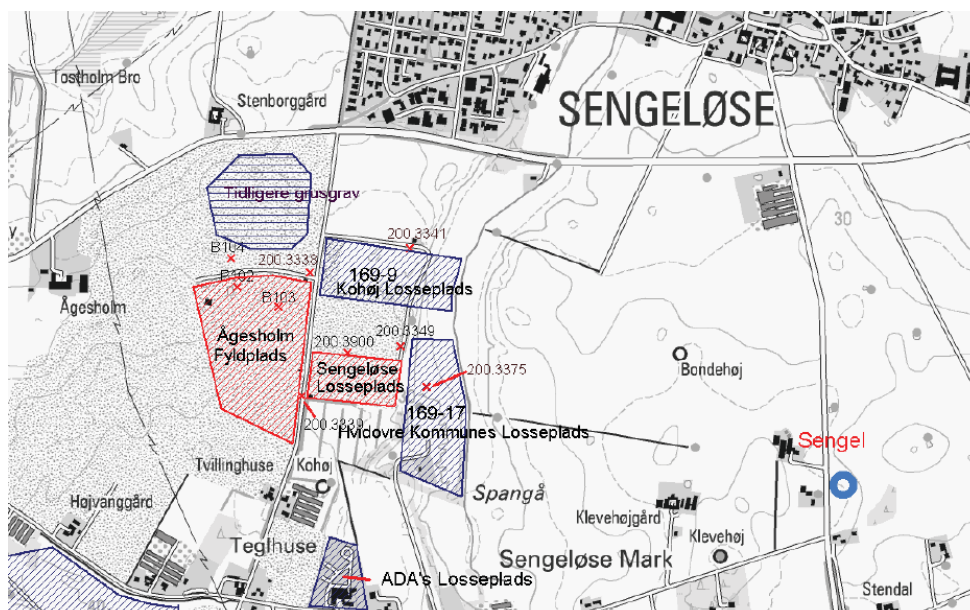 Tostholm Bro
Stenborggård
SENGELØSE
Tidligere grusgrav
30
200.3341
B104
200.3338
169-9
Kohøj Losseplads
B102
B103
Ågesholm
Ågesholm
Fyldplads
200.3349
200.3900
Sengeløse
Losseplads
200.3375
Bondehøj
169-17
200.3339
Hvidovre Kommunes Losseplads
Sengel
Tvillinghuse
Kohøj
Spangå
Højvanggård
Klevehøjgård
Klevehøj
Teglhuse
Sengeløse Mark
ADA's Losseplads
Stendal
40